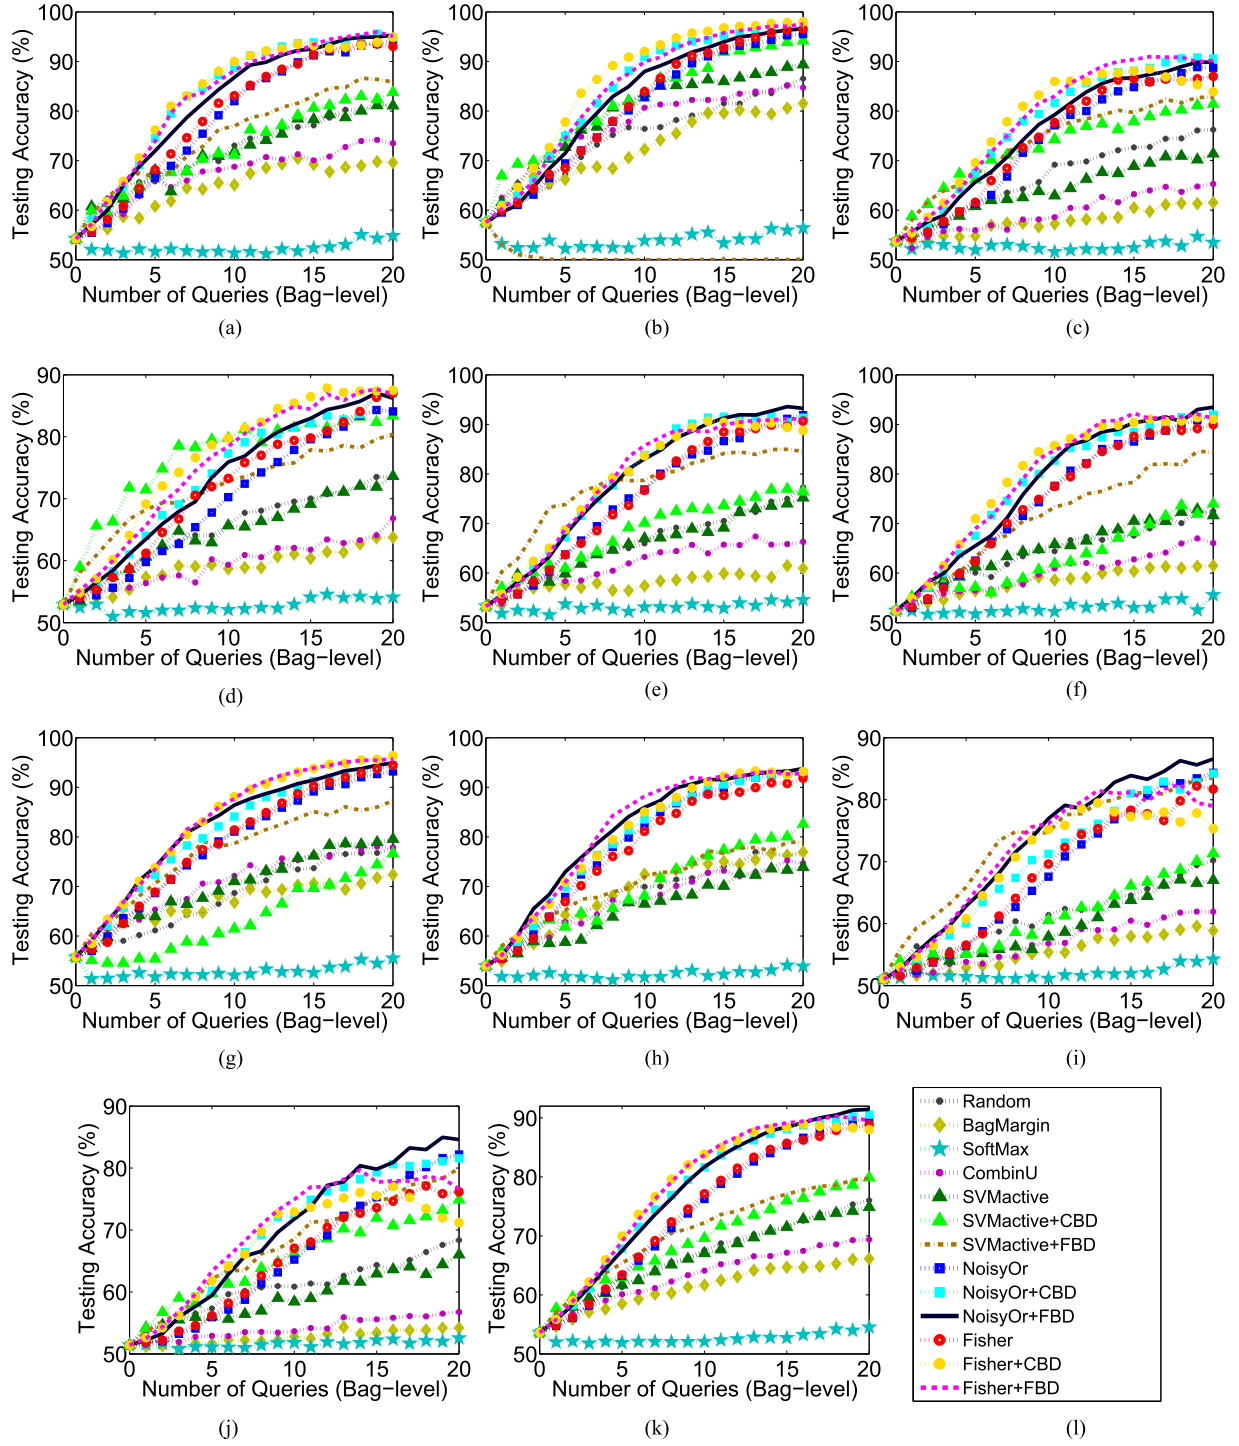 100
90
80
70
60
50
0 5 10 15 20
Testing Accuracy (%)
Number of Queries (Bag−level)
(a)
100
90
80
70
60
50
0 5 10 15 20
Testing Accuracy (%)
Number of Queries (Bag−level)
(b)
100
90
80
70
60
50
0 5 10 15 20
Testing Accuracy (%)
Number of Queries (Bag−level)
(c)
90
80
70
60
50
0 5 10 15 20
Testing Accuracy (%)
Number of Queries (Bag−level)
(d)
100
90
80
70
60
50
0 5 10 15 20
Testing Accuracy (%)
Number of Queries (Bag−level)
(e)
100
90
80
70
60
50
0 5 10 15 20
Testing Accuracy (%)
Number of Queries (Bag−level)
(f)
100
90
80
70
60
50
0 5 10 15 20
Testing Accuracy (%)
Number of Queries (Bag−level)
(g)
100
90
80
70
60
50
0 5 10 15 20
Testing Accuracy (%)
Number of Queries (Bag−level)
(h)
90
80
70
60
50
0 5 10 15 20
Testing Accuracy (%)
Number of Queries (Bag−level)
(i)
90
80
70
60
50
0 5 10 15 20
Testing Accuracy (%)
Number of Queries (Bag−level)
(j)
90
80
70
60
50
0 5 10 15 20
Testing Accuracy (%)
Number of Queries (Bag−level)
(k)
Random
BagMargin
SoftMax
CombinU
SVMactive
SVMactive+CBD
SVMactive+FBD
NoisyOr
NoisyOr+CBD
NoisyOr+FBD
Fisher
Fisher+CBD
Fisher+FBD
(l)